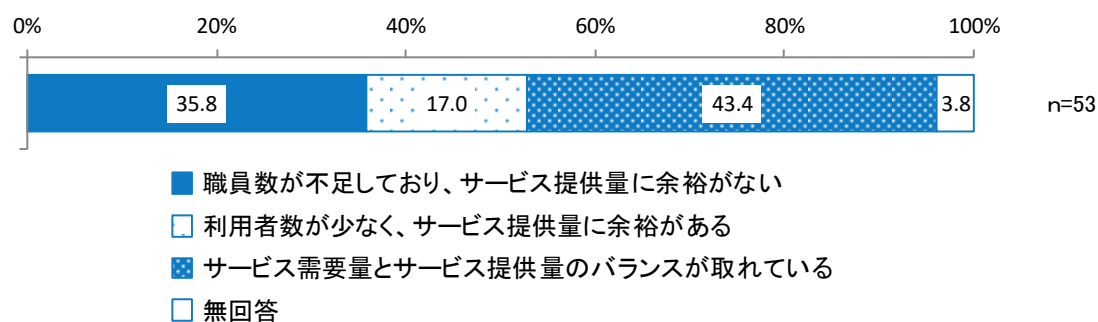 0% 20% 40% 60% 80% 100%
35.8 17.0 43.4 3.8 n=53
職員数が不足しており、サービス提供量に余裕がない
利用者数が少なく、サービス提供量に余裕がある
サービス需要量とサービス提供量のバランスが取れている
無回答